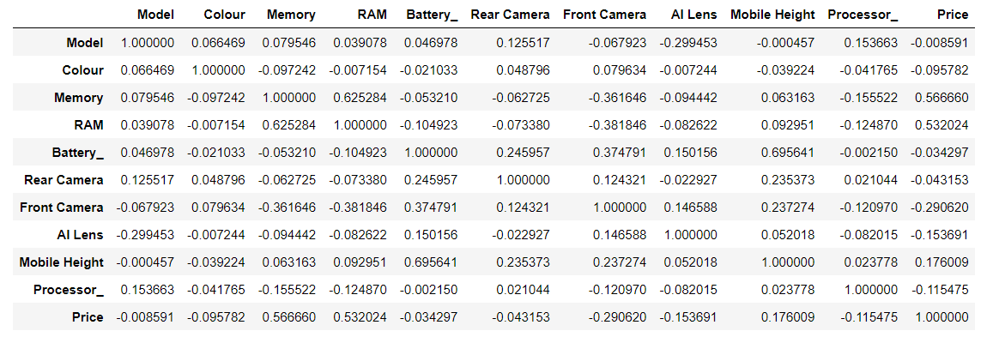 Model Colour Memory RAM Battery_ Rear Camera Front Camera AI Lens Mobile Height Processor_ Price
Model 1.000000 0.066469 0.079546 0.039078 0.046978 0.125517 -0.067923 -0.299453 -0.000457 0.153663 -0.008591
Colour 0.066469 1.000000 -0.097242 -0.007154 -0.021033 0.048796 0.079634 -0.007244 -0.039224 -0.041765 -0.095782
Memory 0.079546 -0.097242 1.000000 0.625284 -0.053210 -0.062725 -0.361646 -0.094442 0.063163 -0.155522 0.566660
RAM 0.039078 -0.007154 0.625284 1.000000 -0.104923 -0.073380 -0.381846 -0.082622 0.092951 -0.124870 0.532024
Battery_ 0.046978 -0.021033 -0.053210 -0.104923 1.000000 0.245957 0.374791 0.150156 0.695641 -0.002150 -0.034297
Rear Camera 0.125517 0.048796 -0.062725 -0.073380 0.245957 1.000000 0.124321 -0.022927 0.235373 0.021044 -0.043153
Front Camera -0.067923 0.079634 -0.361646 -0.381846 0.374791 0.124321 1.000000 0.146588 0.237274 -0.120970 -0.290620
AI Lens -0.299453 -0.007244 -0.094442 -0.082622 0.150156 -0.022927 0.146588 1.000000 0.052018 -0.082015 -0.153691
Mobile Height -0.000457 -0.039224 0.063163 0.092951 0.695641 0.235373 0.237274 0.052018 1.000000 0.023778 0.176009
Processor_ 0.153663 -0.041765 -0.155522 -0.124870 -0.002150 0.021044 -0.120970 -0.082015 0.023778 1.000000 -0.115475
Price -0.008591 -0.095782 0.566660 0.532024 -0.034297 -0.043153 -0.290620 -0.153691 0.176009 -0.115475 1.000000